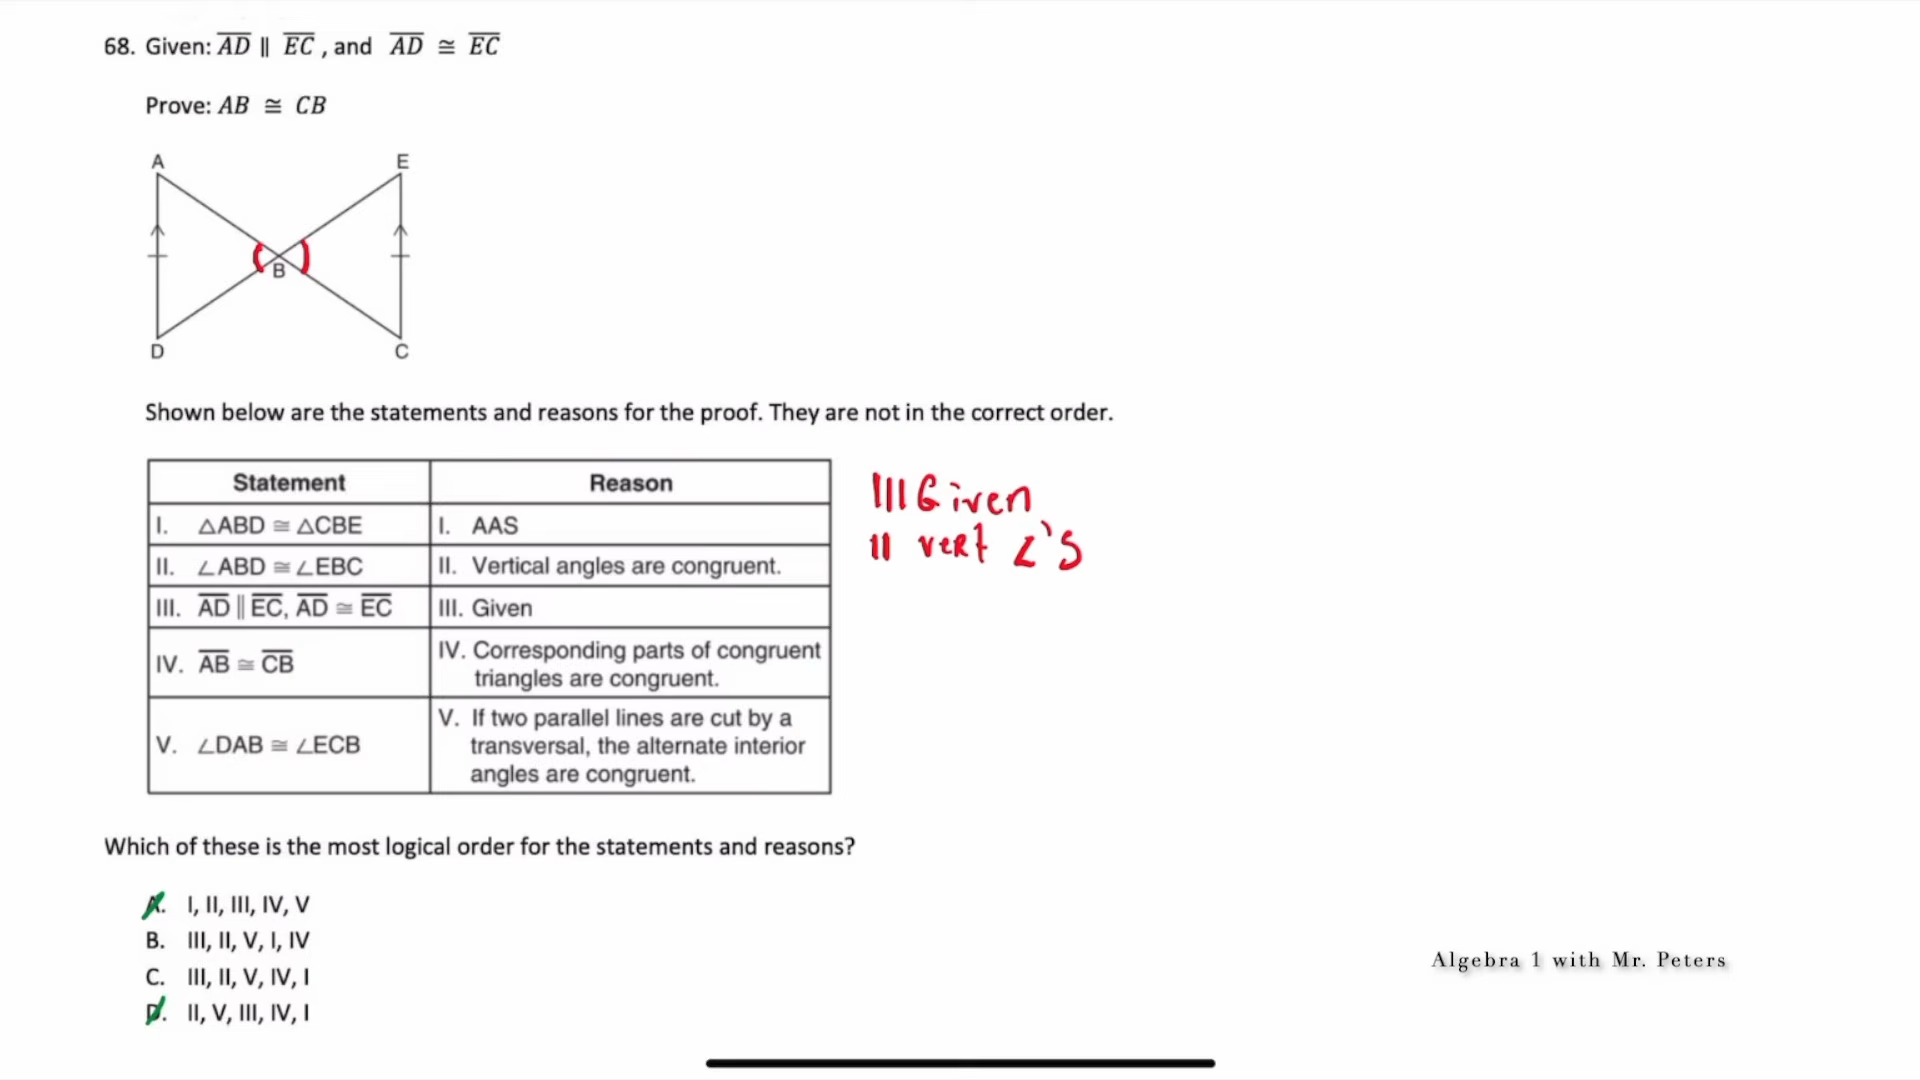 68. Given: AD ∥ EC , and AD ≅ EC
Prove: AB ≅ CB
A
E
B
D
C
Shown below are the statements and reasons for the proof. They are not in the correct order.
Statement Reason
I. △ABD ≅ △CBE I. AAS
II. ∠ABD ≅ ∠EBC II. Vertical angles are congruent.
III. AD ∥ EC, AD ≅ EC III. Given
IV. AB ≅ CB IV. Corresponding parts of congruent
triangles are congruent.
V. ∠DAB ≅ ∠ECB V. If two parallel lines are cut by a
transversal, the alternate interior
angles are congruent.
III Given
II vert ∠'s
Which of these is the most logical order for the statements and reasons?
A. I, II, III, IV, V
B. III, II, V, I, IV
C. III, II, V, IV, I
D. II, V, III, IV, I
Algebra 1 with Mr. Peters